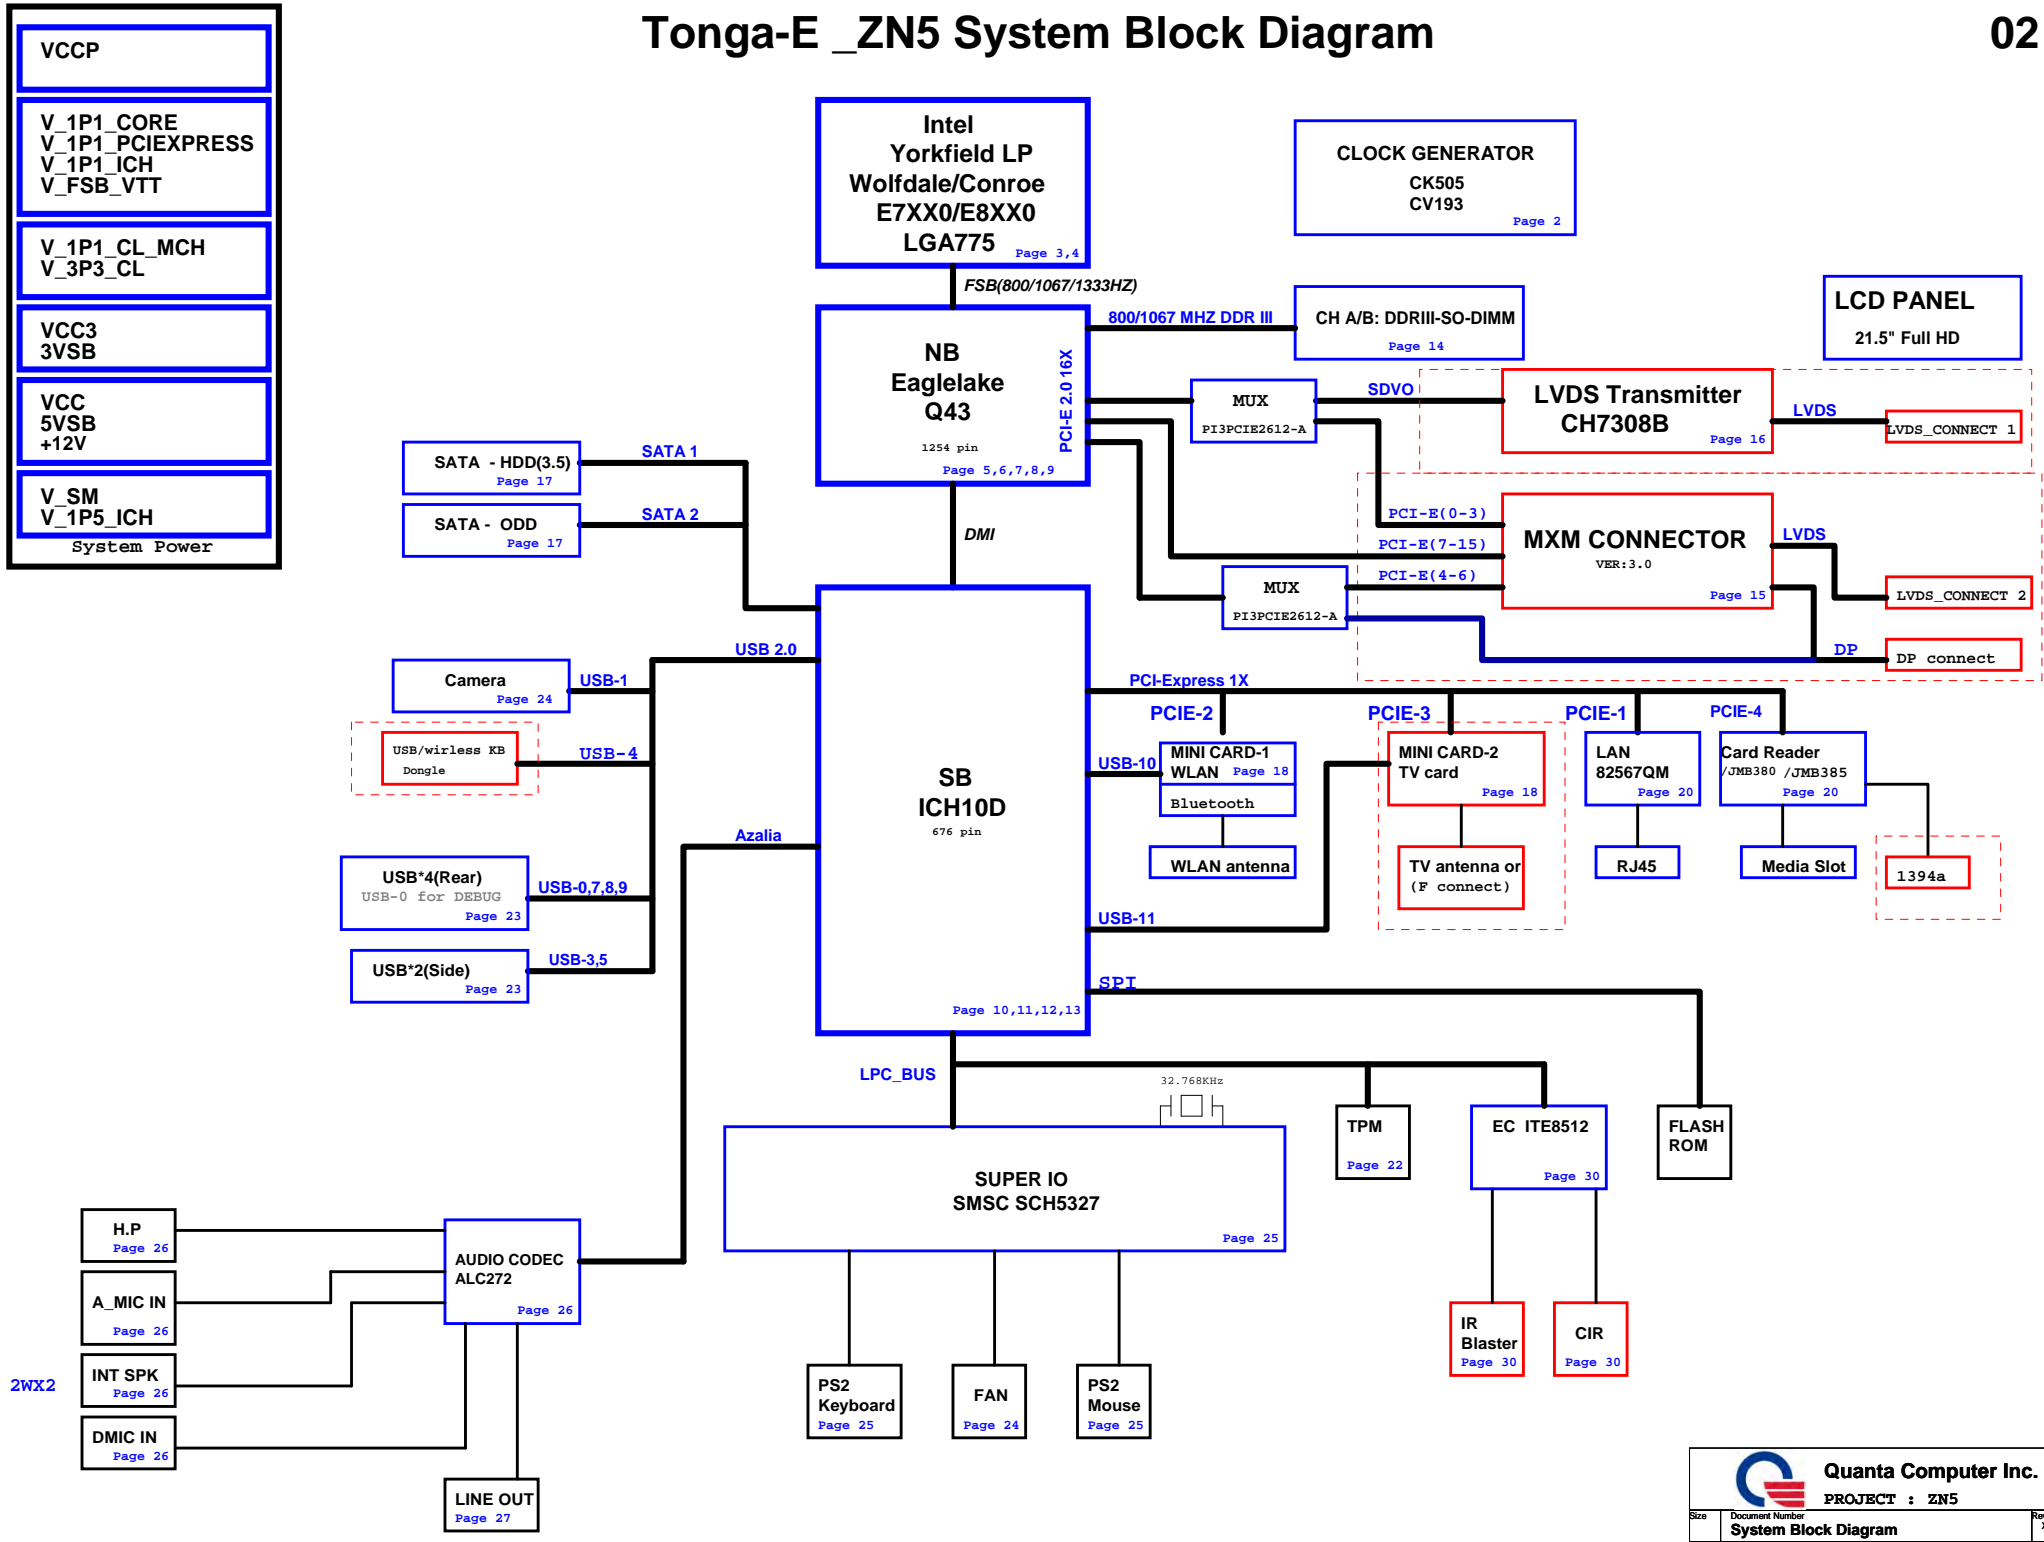 Tonga-E _ZN5 System Block Diagram
02
VCCP
V_1P1_CORE
V_1P1_PCIEXPRESS
V_1P1_ICH
V_FSB_VTT
V_1P1_CL_MCH
V_3P3_CL
VCC3
3VSB
VCC
5VSB
+12V
V_SM
V_1P5_ICH
System Power
Intel
Yorkfield LP
Wolfdale/Conroe
E7XX0/E8XX0
LGA775
Page 3,4
CLOCK GENERATOR
CK505
CV193
Page 2
FSB(800/1067/1333HZ)
NB
Eaglelake
Q43
1254 pin
Page 5,6,7,8,9
PCI-E 2.0 16X
800/1067 MHZ DDR III
CH A/B: DDRIII-SO-DIMM
Page 14
LCD PANEL
21.5" Full HD
MUX
PI3PCIE2612-A
SDVO
LVDS Transmitter
CH7308B
Page 16
LVDS
LVDS_CONNECT 1
PCI-E(0-3)
PCI-E(7-15)
PCI-E(4-6)
MXM CONNECTOR
VER:3.0
Page 15
LVDS
LVDS_CONNECT 2
MUX
PI3PCIE2612-A
DP
DP connect
SATA - HDD(3.5)
Page 17
SATA 1
SATA - ODD
Page 17
SATA 2
DMI
USB 2.0
Camera
Page 24
USB-1
USB/wirless KB
Dongle
USB-4
Azalia
USB*4(Rear)
USB-0 for DEBUG
Page 23
USB-0,7,8,9
USB*2(Side)
Page 23
USB-3,5
SB
ICH10D
676 pin
Page 10,11,12,13
PCI-Express 1X
PCIE-2
PCIE-3
PCIE-1
PCIE-4
USB-10
MINI CARD-1
WLAN Page 18
Bluetooth
WLAN antenna
MINI CARD-2
TV card
Page 18
TV antenna or
(F connect)
LAN
82567QM
Page 20
RJ45
Card Reader
/JMB380 /JMB385
Page 20
Media Slot
1394a
USB-11
SPI
LPC_BUS
32.768KHz
SUPER IO
SMSC SCH5327
Page 25
TPM
Page 22
EC ITE8512
Page 30
FLASH
ROM
IR
Blaster
Page 30
CIR
Page 30
PS2
Keyboard
Page 25
FAN
Page 24
PS2
Mouse
Page 25
H.P
Page 26
A_MIC IN
Page 26
2WX2
INT SPK
Page 26
DMIC IN
Page 26
AUDIO CODEC
ALC272
Page 26
LINE OUT
Page 27
Quanta Computer Inc.
PROJECT : ZN5
Size
Document Number
System Block Diagram